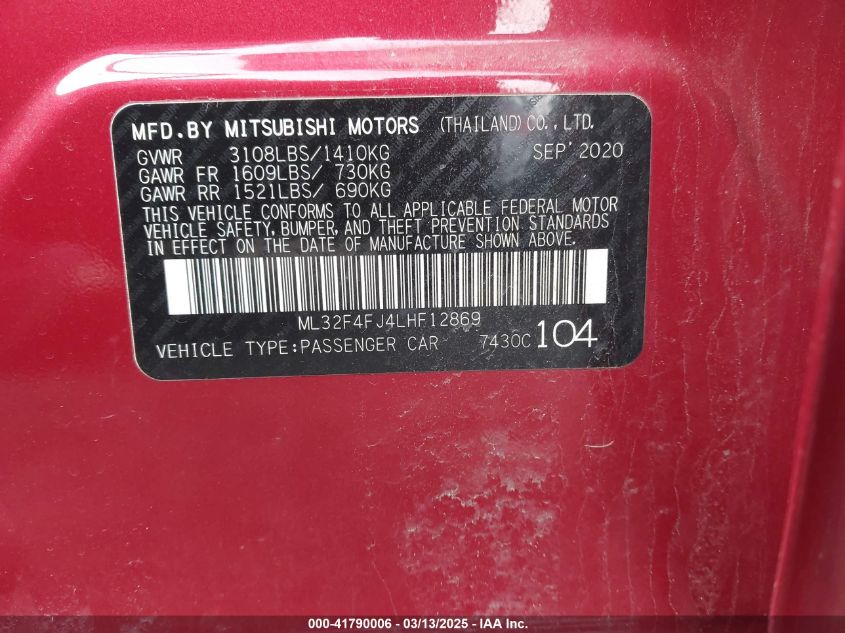 MFD.BY MITSUBISHI MOTORS (THAILAND)CO.,LTD.
GVWR 3108LBS/1410KG SEP' 2020
GAWR FR 1609LBS/ 730KG
GAWR RR 1521LBS/ 690KG
THIS VEHICLE CONFORMS TO ALL APPLICABLE FEDERAL MOTOR
VEHICLE SAFETY, BUMPER, AND THEFT PREVENTION STANDARDS
IN EFFECT ON THE DATE OF MANUFACTURE SHOWN ABOVE.
ML32F4FJ4LHF12869
VEHICLE TYPE:PASSENGER CAR 7430C 104
000-41790006 - 03/13/2025 - IAA Inc.